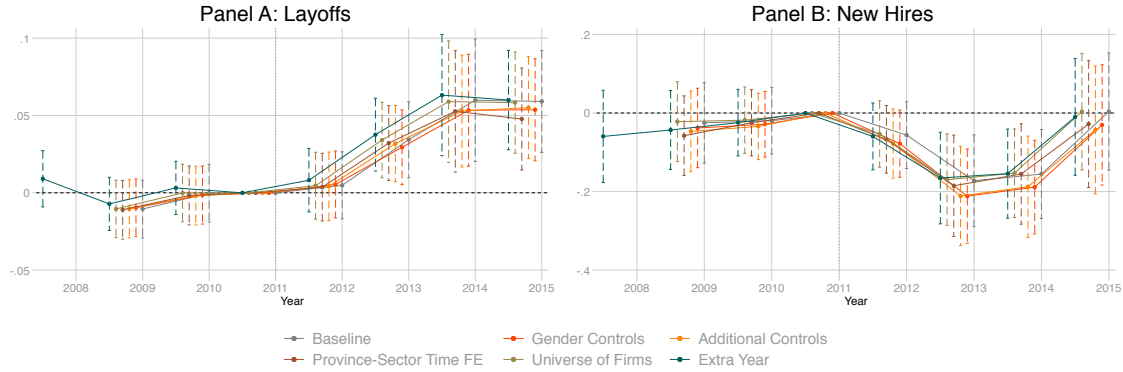 Panel A: Layoffs
Panel B: New Hires
.1
.05
0
-.05
2008 2009 2010 2011 2012 2013 2014 2015
Year
.2
0
-.2
-.4
2008 2009 2010 2011 2012 2013 2014 2015
Year
Baseline Gender Controls Additional Controls
Province-Sector Time FE Universe of Firms Extra Year